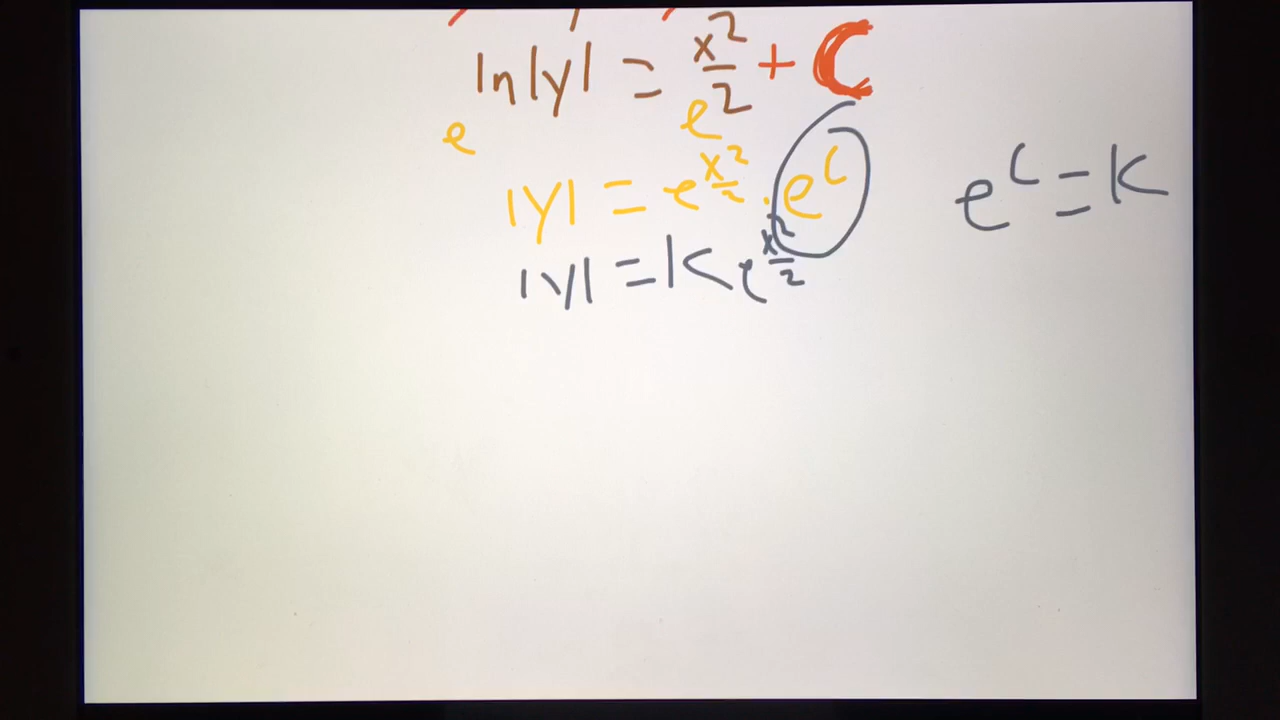 ln|y| = x²/2 + C
e e
|y| = e^(x²/2) · e^C
e^C = K
|y| = K e^(x²/2)